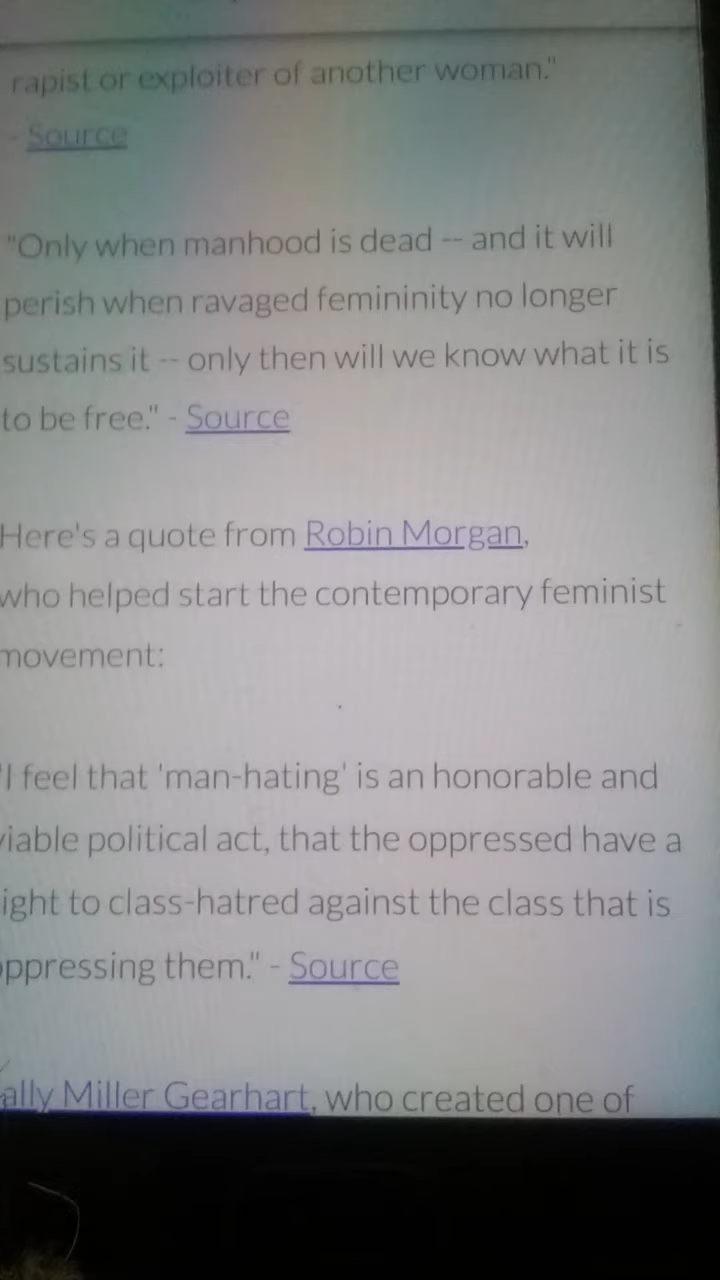 rapist or exploiter of another woman."
- Source
"Only when manhood is dead -- and it will
perish when ravaged femininity no longer
sustains it -- only then will we know what it is
to be free." - Source
Here's a quote from Robin Morgan,
who helped start the contemporary feminist
movement:
"I feel that 'man-hating' is an honorable and
viable political act, that the oppressed have a
ight to class-hatred against the class that is
oppressing them." - Source
ally Miller Gearhart, who created one of